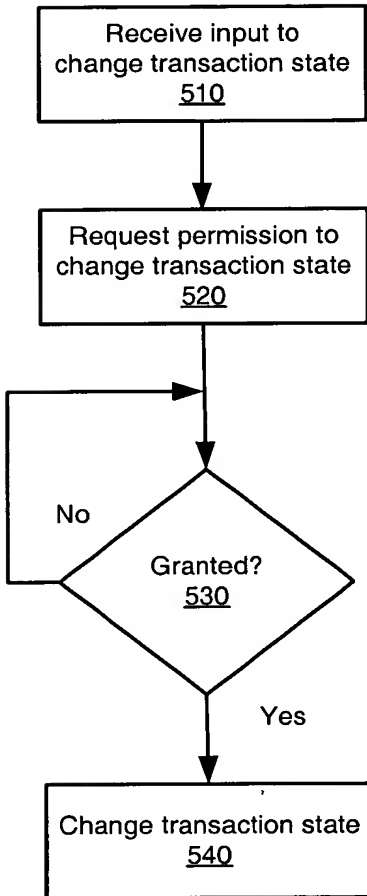 Receive input to
change transaction state
510
Request permission to
change transaction state
520
No
Granted?
530
Yes
Change transaction state
540